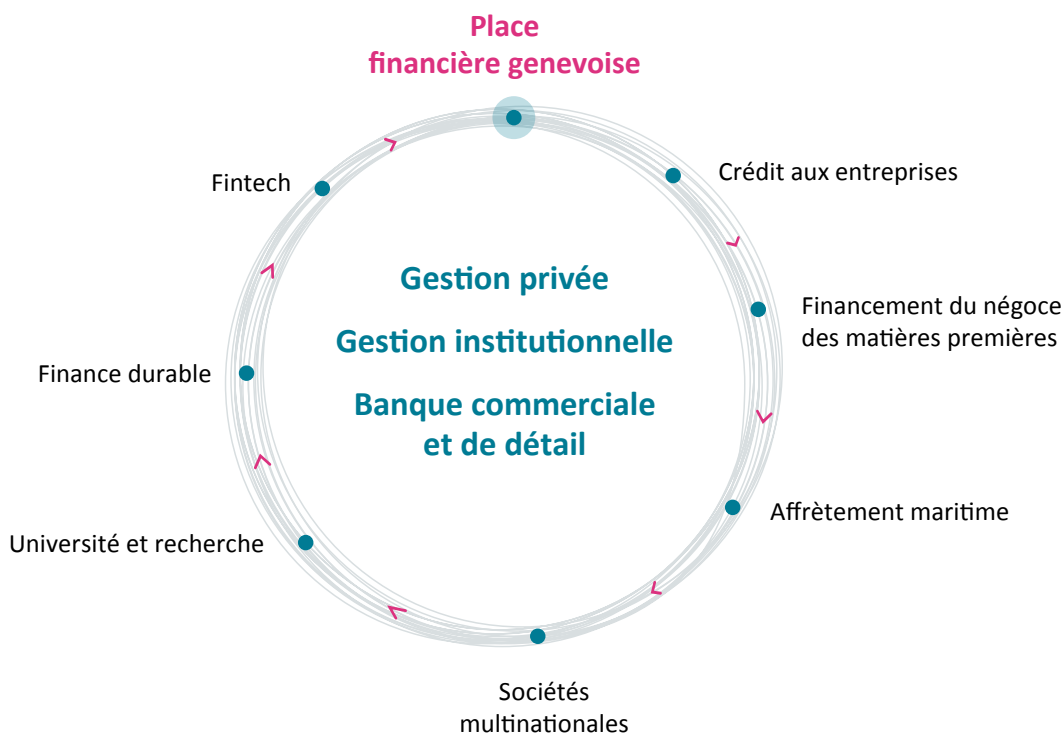 Place
financière genevoise
Crédit aux entreprises
Fintech
Gestion privée
Financement du négoce
des matières premières
Gestion institutionnelle
Finance durable
Banque commerciale
et de détail
Affrètement maritime
Université et recherche
Sociétés
multinationales